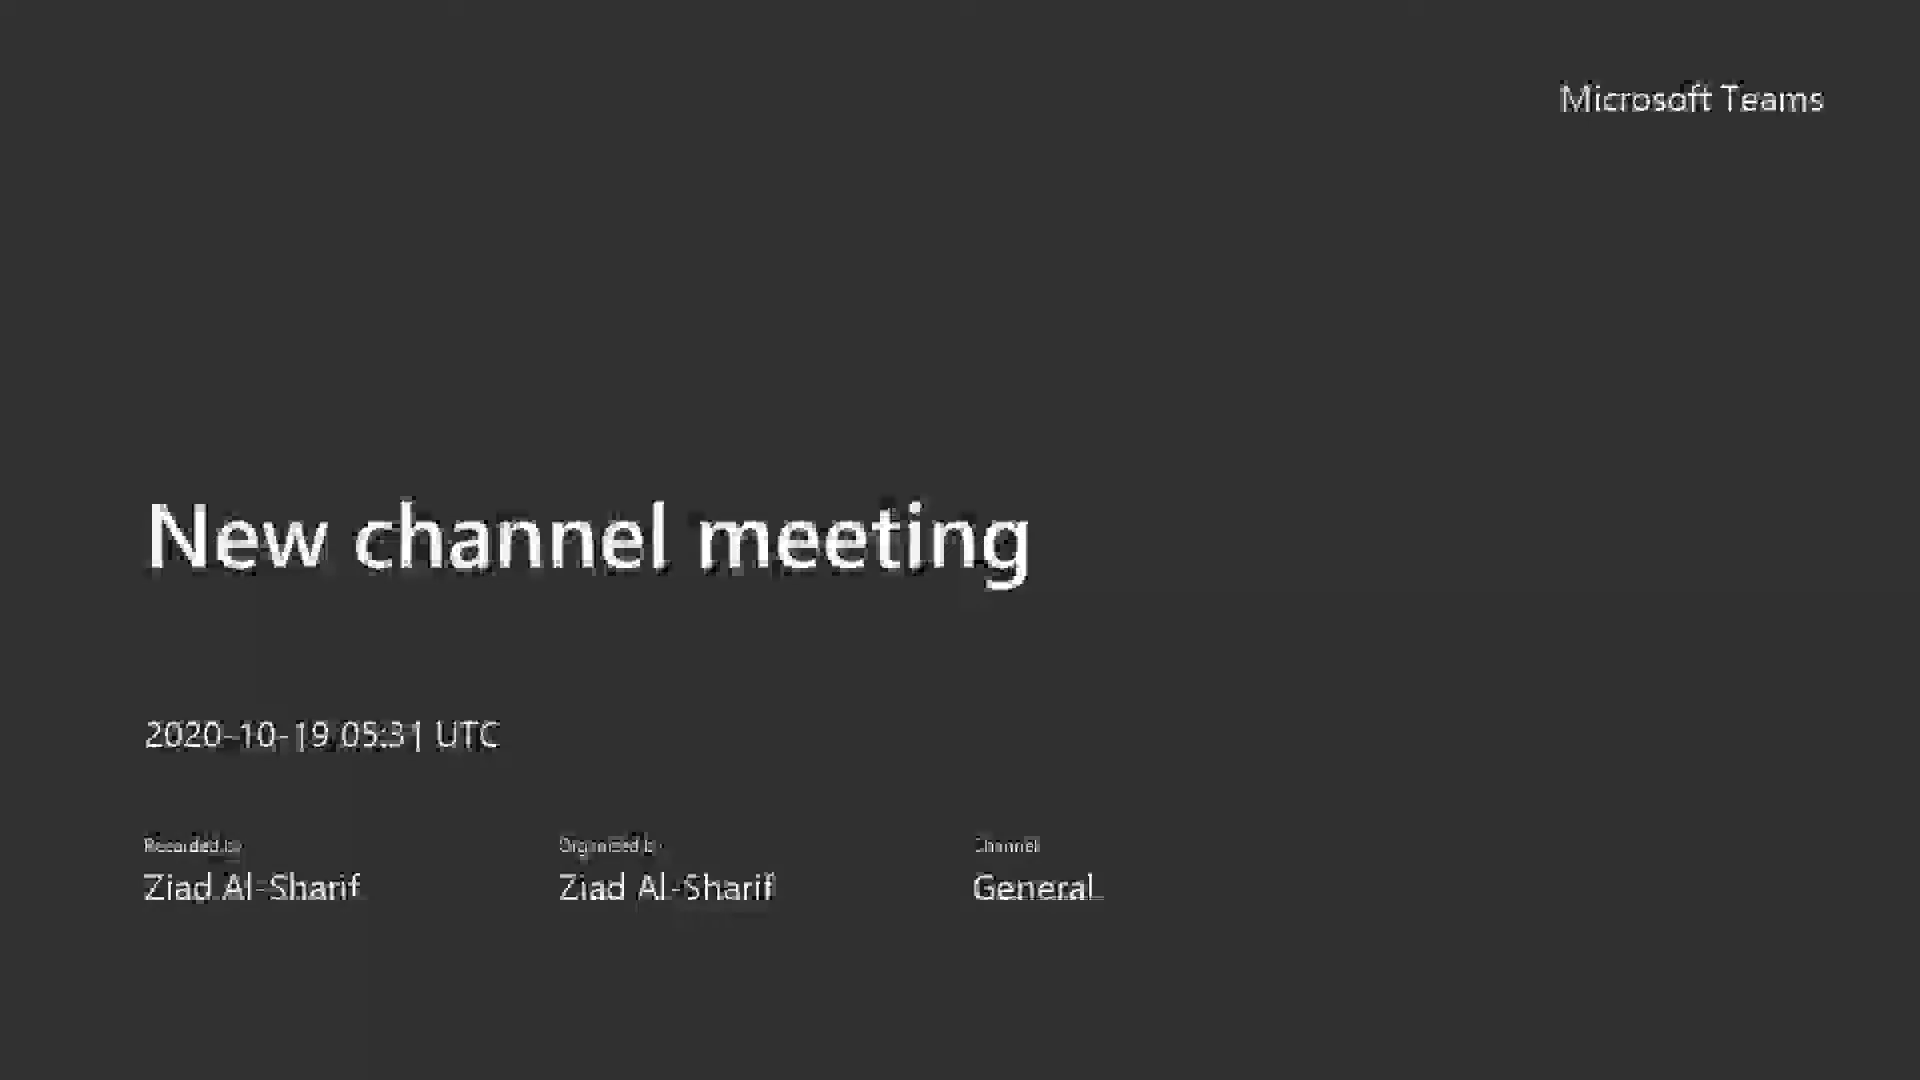 Microsoft Teams
New channel meeting
2020-10-19 05:31 UTC
Recorded by Organized by Channel
Ziad Al-Sharif Ziad Al-Sharif General